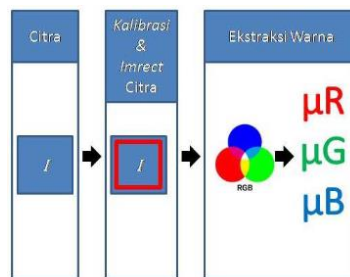 Citra
Kalibrasi
&
Imrect
Citra
Ekstraksi Warna
I
I
RGB
μR
μG
μB